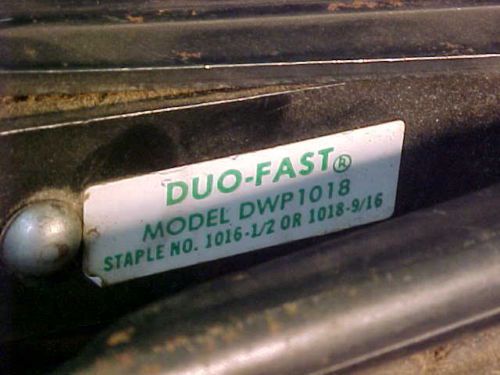 DUO-FAST®
MODEL DWP1018
STAPLE NO. 1016-1/2 OR 1018-9/16